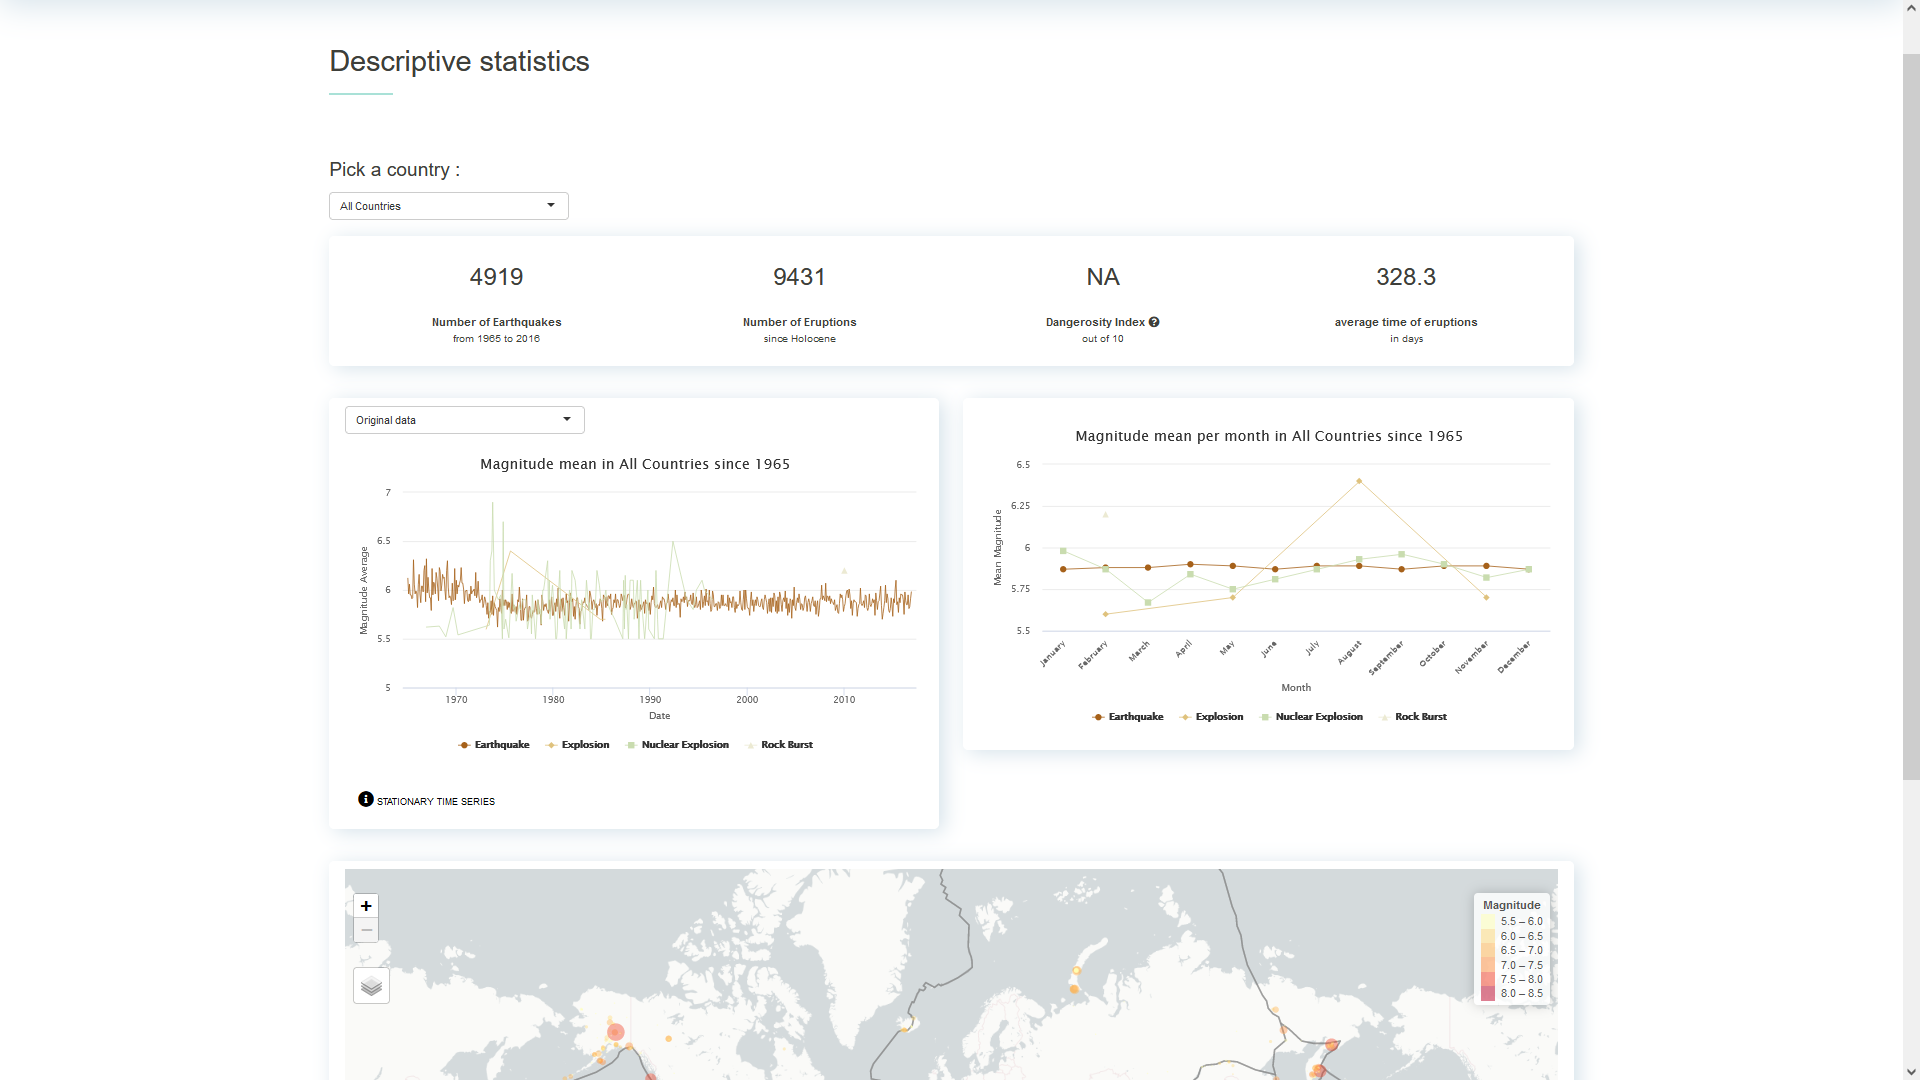 Descriptive statistics
Pick a country :
All Countries
4919
Number of Earthquakes
from 1965 to 2016
9431
Number of Eruptions
since Holocene
NA
Dangerosity Index
out of 10
328.3
average time of eruptions
in days
Original data
Magnitude mean in All Countries since 1965
Magnitude Average
7
6.5
6
5.5
5
1970 1980 1990 2000 2010
Date
Earthquake Explosion Nuclear Explosion Rock Burst
STATIONARY TIME SERIES
Magnitude mean per month in All Countries since 1965
Mean Magnitude
6.5
6.25
6
5.75
5.5
January February March April May June July August September October November December
Month
Earthquake Explosion Nuclear Explosion Rock Burst
+
−
Magnitude
5.5 – 6.0
6.0 – 6.5
6.5 – 7.0
7.0 – 7.5
7.5 – 8.0
8.0 – 8.5